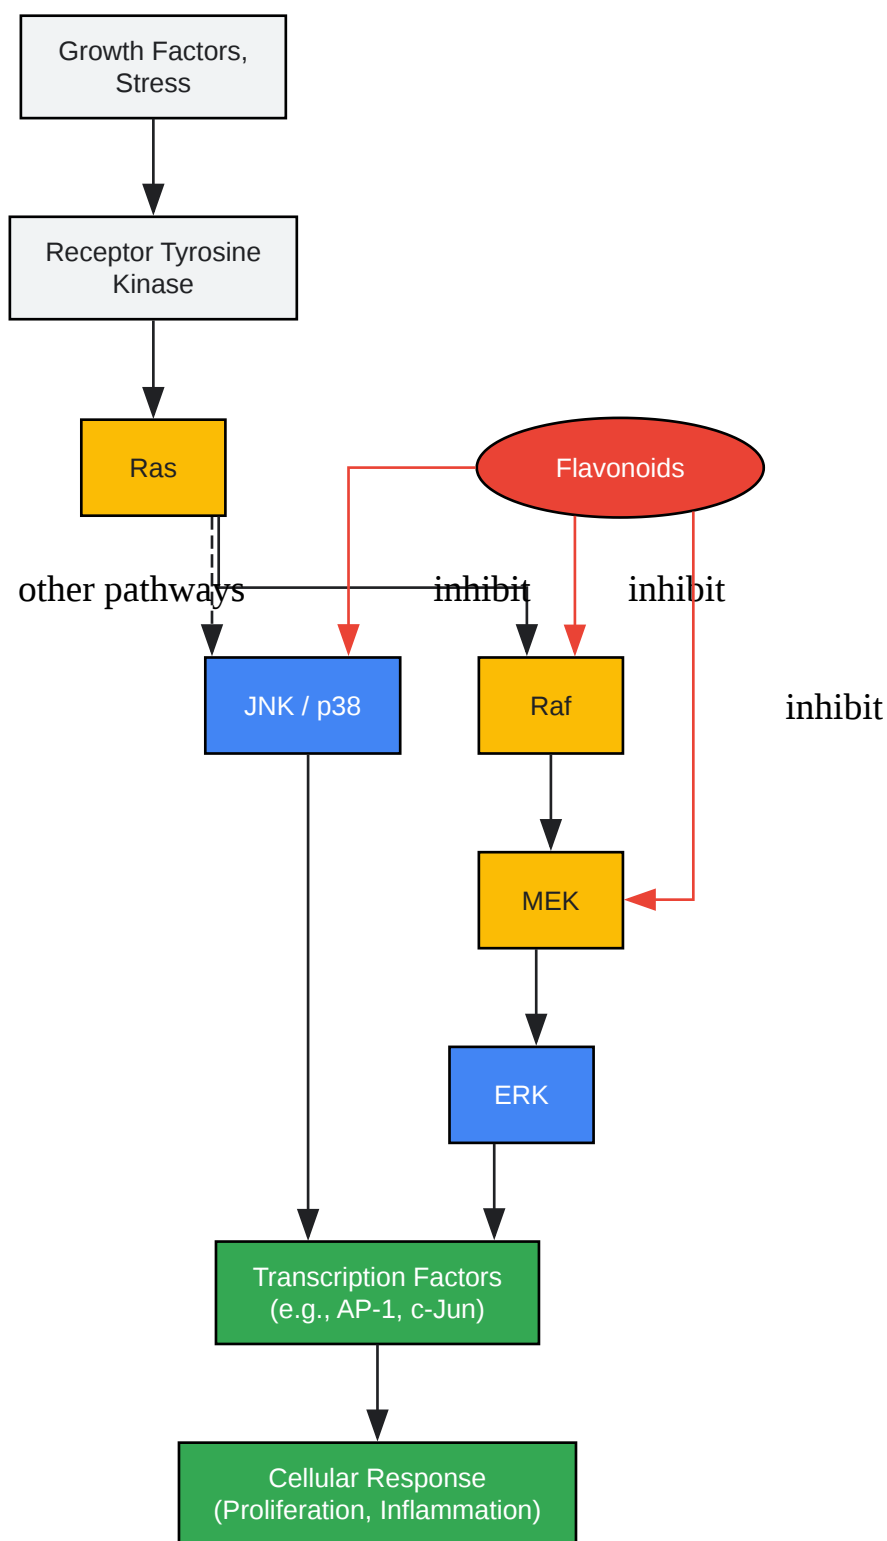 Growth Factors,
Stress
Receptor Tyrosine
Kinase
Ras
Flavonoids
other pathways
inhibit
inhibit
JNK / p38
Raf
inhibit
MEK
ERK
Transcription Factors
(e.g., AP-1, c-Jun)
Cellular Response
(Proliferation, Inflammation)